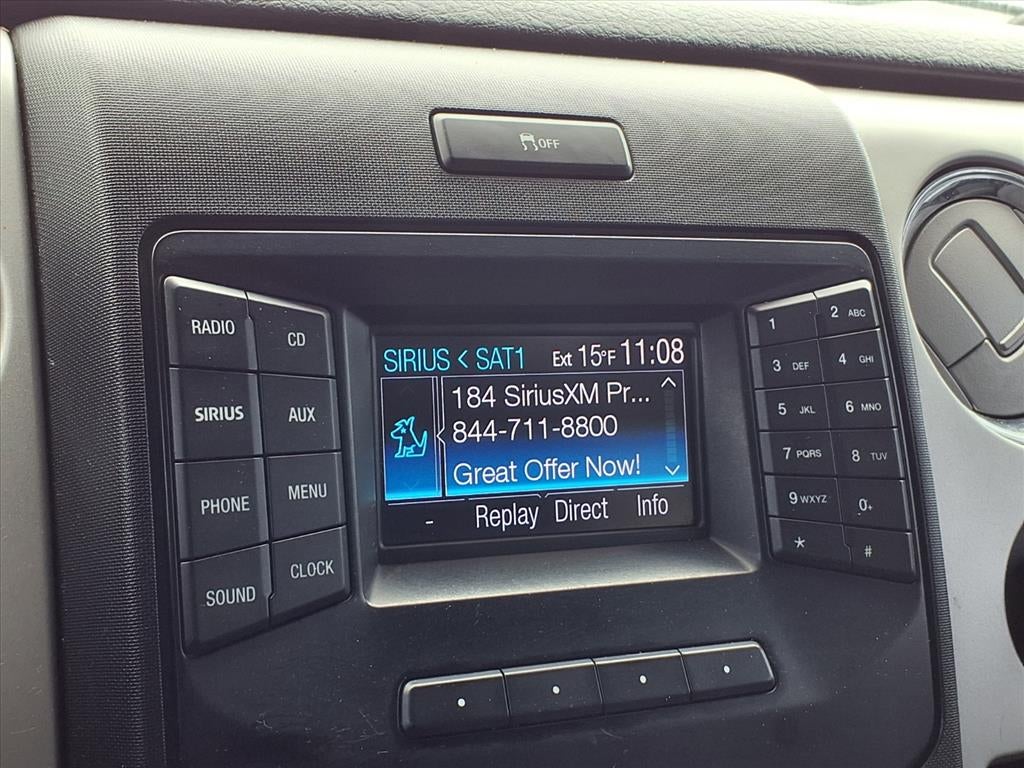 OFF
RADIO
CD
SIRIUS
AUX
PHONE
MENU
SOUND
CLOCK
SIRIUS < SAT1 Ext 15°F 11:08
184 SiriusXM Pr...
844-711-8800
Great Offer Now!
- Replay Direct Info
1
2 ABC
3 DEF
4 GHI
5 JKL
6 MNO
7 PQRS
8 TUV
9 WXYZ
0+
*
#